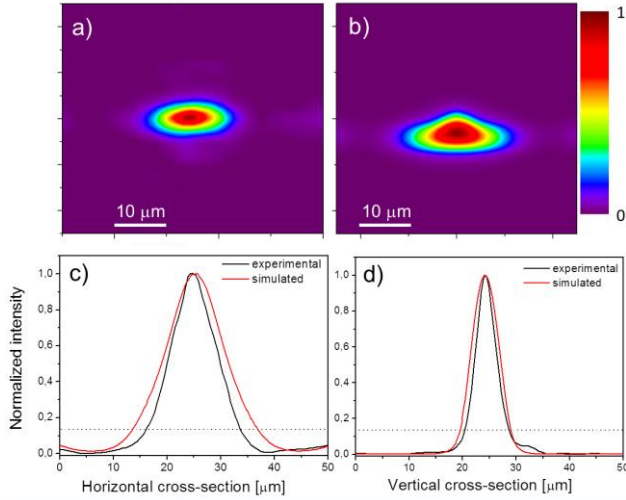 a)
10 μm
b)
10 μm
1
0
c)
experimental
simulated
1,0
0,8
0,6
0,4
0,2
0,0
Normalized intensity
0 10 20 30 40 50
Horizontal cross-section [μm]
d)
experimental
simulated
1,0
0,8
0,6
0,4
0,2
0,0
0 10 20 30 40 50
Vertical cross-section [μm]